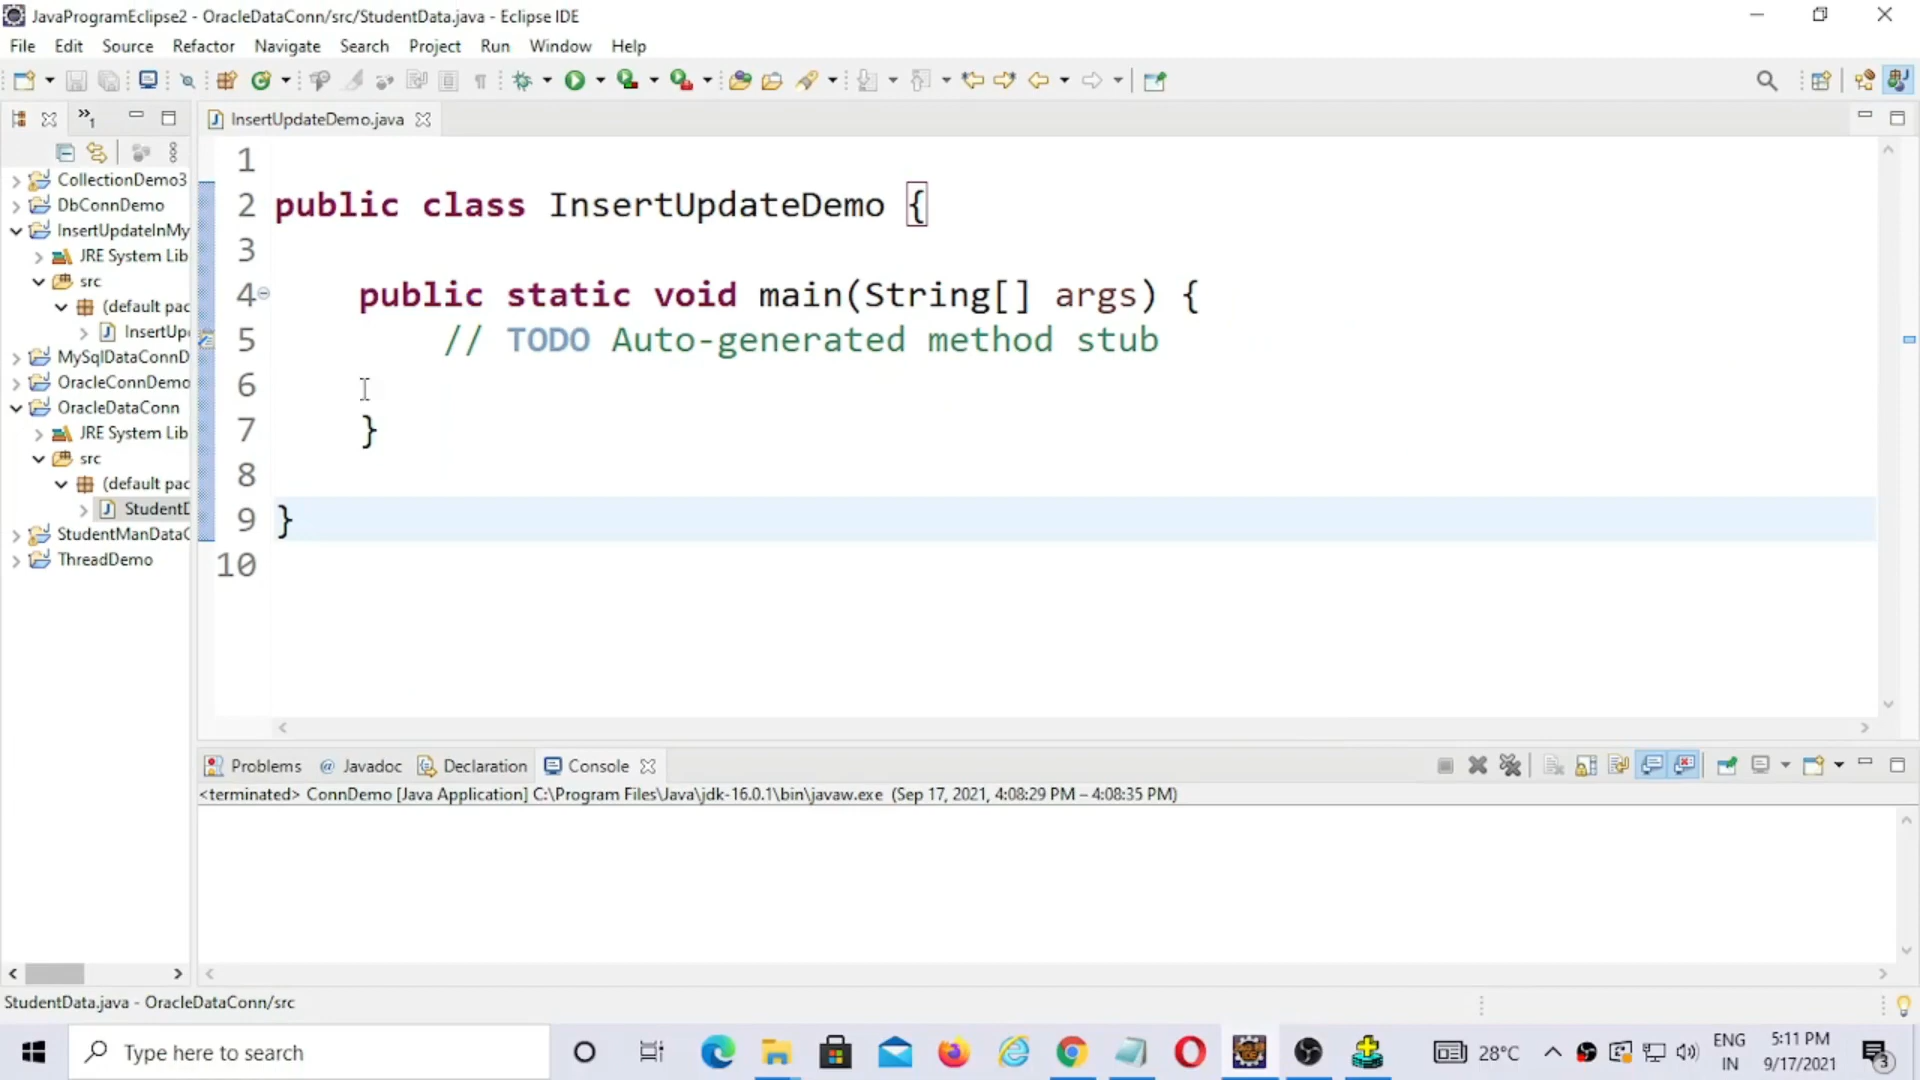 JavaProgramEclipse2 - OracleDataConn/src/StudentData.java - Eclipse IDE
File Edit Source Refactor Navigate Search Project Run Window Help
InsertUpdateDemo.java
CollectionDemo3
DbConnDemo
InsertUpdateInMy
JRE System Lib
src
(default pac
InsertUp
MySqlDataConnD
OracleConnDemo
OracleDataConn
JRE System Lib
src
(default pac
StudentD
StudentManDataC
ThreadDemo
1
2 public class InsertUpdateDemo {
3
4 public static void main(String[] args) {
5 // TODO Auto-generated method stub
6
7 }
8
9 }
10
Problems @ Javadoc Declaration Console
<terminated> ConnDemo [Java Application] C:\Program Files\Java\jdk-16.0.1\bin\javaw.exe (Sep 17, 2021, 4:08:29 PM – 4:08:35 PM)
StudentData.java - OracleDataConn/src
Type here to search
28°C
ENG
IN
5:11 PM
9/17/2021
3